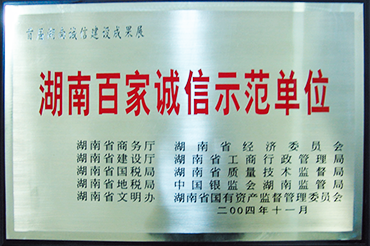 诚信建设成果展
湖南百家诚信示范单位
湖南省商务厅 湖南省经济委员会
湖南省建设厅 湖南省工商行政管理局
湖南省国税局 湖南省质量技术监督局
湖南省地税局 中国银监会湖南监管局
湖南省文明办 湖南省国有资产监督管理委员会
二00四年十一月